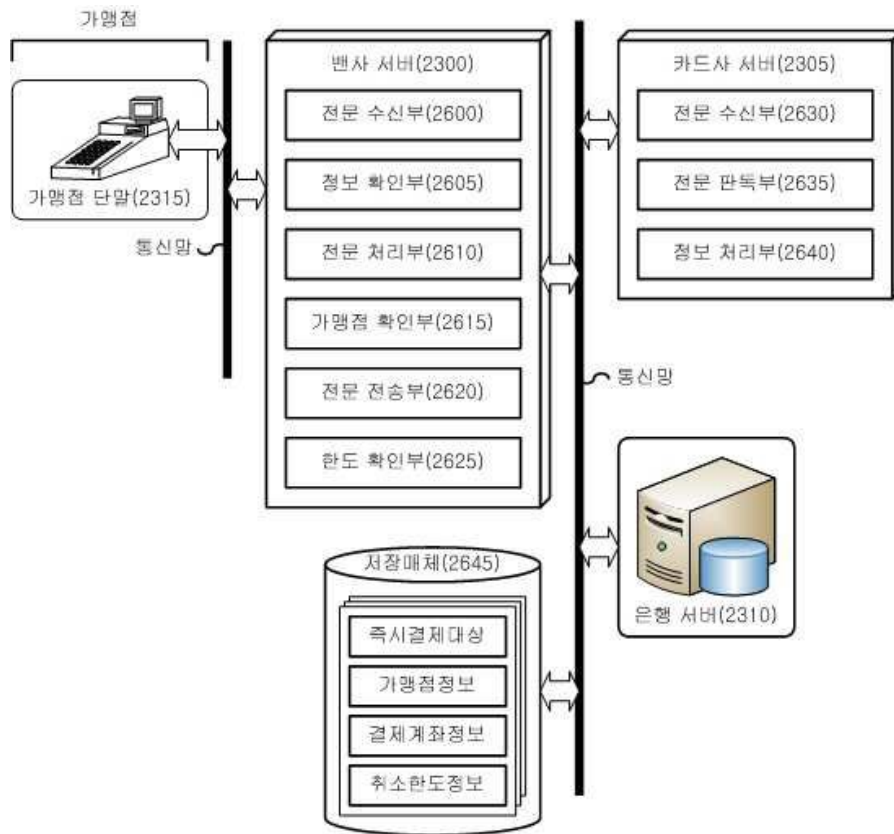 가맹점
가맹점 단말(2315)
통신망
밴사 서버(2300)
전문 수신부(2600)
정보 확인부(2605)
전문 처리부(2610)
가맹점 확인부(2615)
전문 전송부(2620)
한도 확인부(2625)
카드사 서버(2305)
전문 수신부(2630)
전문 판독부(2635)
정보 처리부(2640)
통신망
은행 서버(2310)
저장매체(2645)
즉시결제대상
가맹점정보
결제계좌정보
취소한도정보